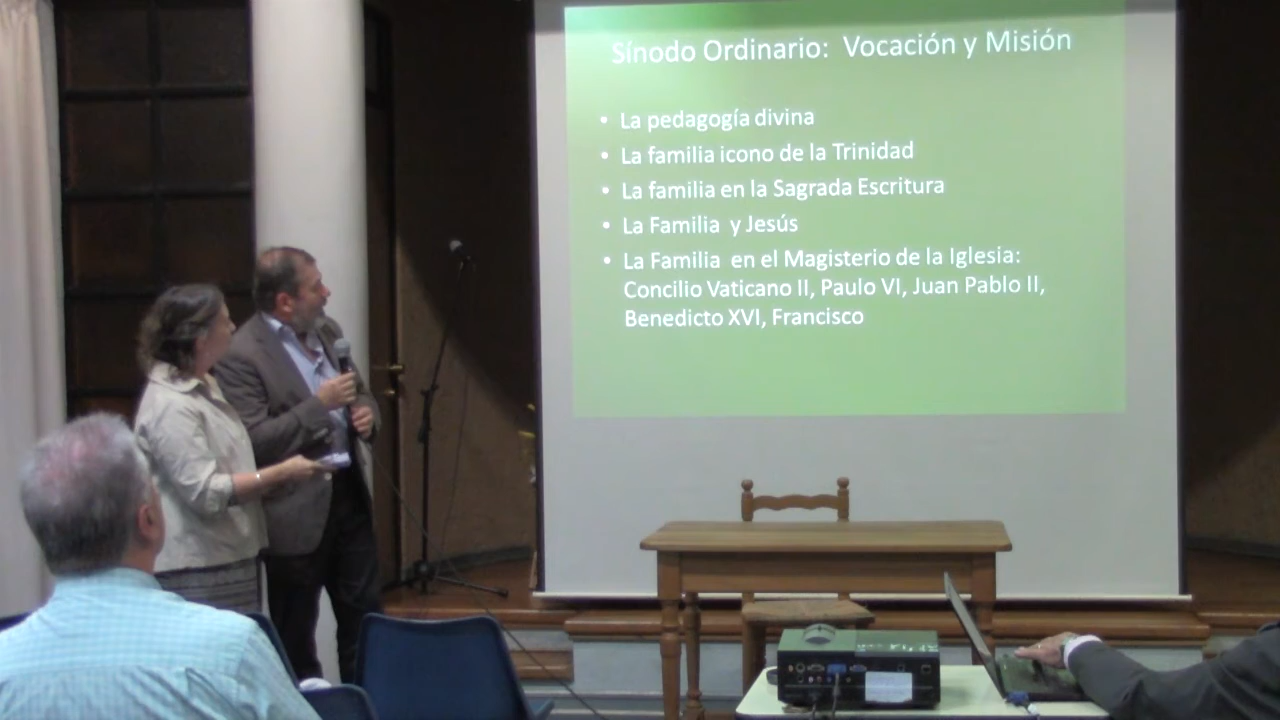 Sínodo Ordinario: Vocación y Misión
• La pedagogía divina
• La familia icono de la Trinidad
• La familia en la Sagrada Escritura
• La Familia y Jesús
• La Familia en el Magisterio de la Iglesia:
Concilio Vaticano II, Paulo VI, Juan Pablo II,
Benedicto XVI, Francisco